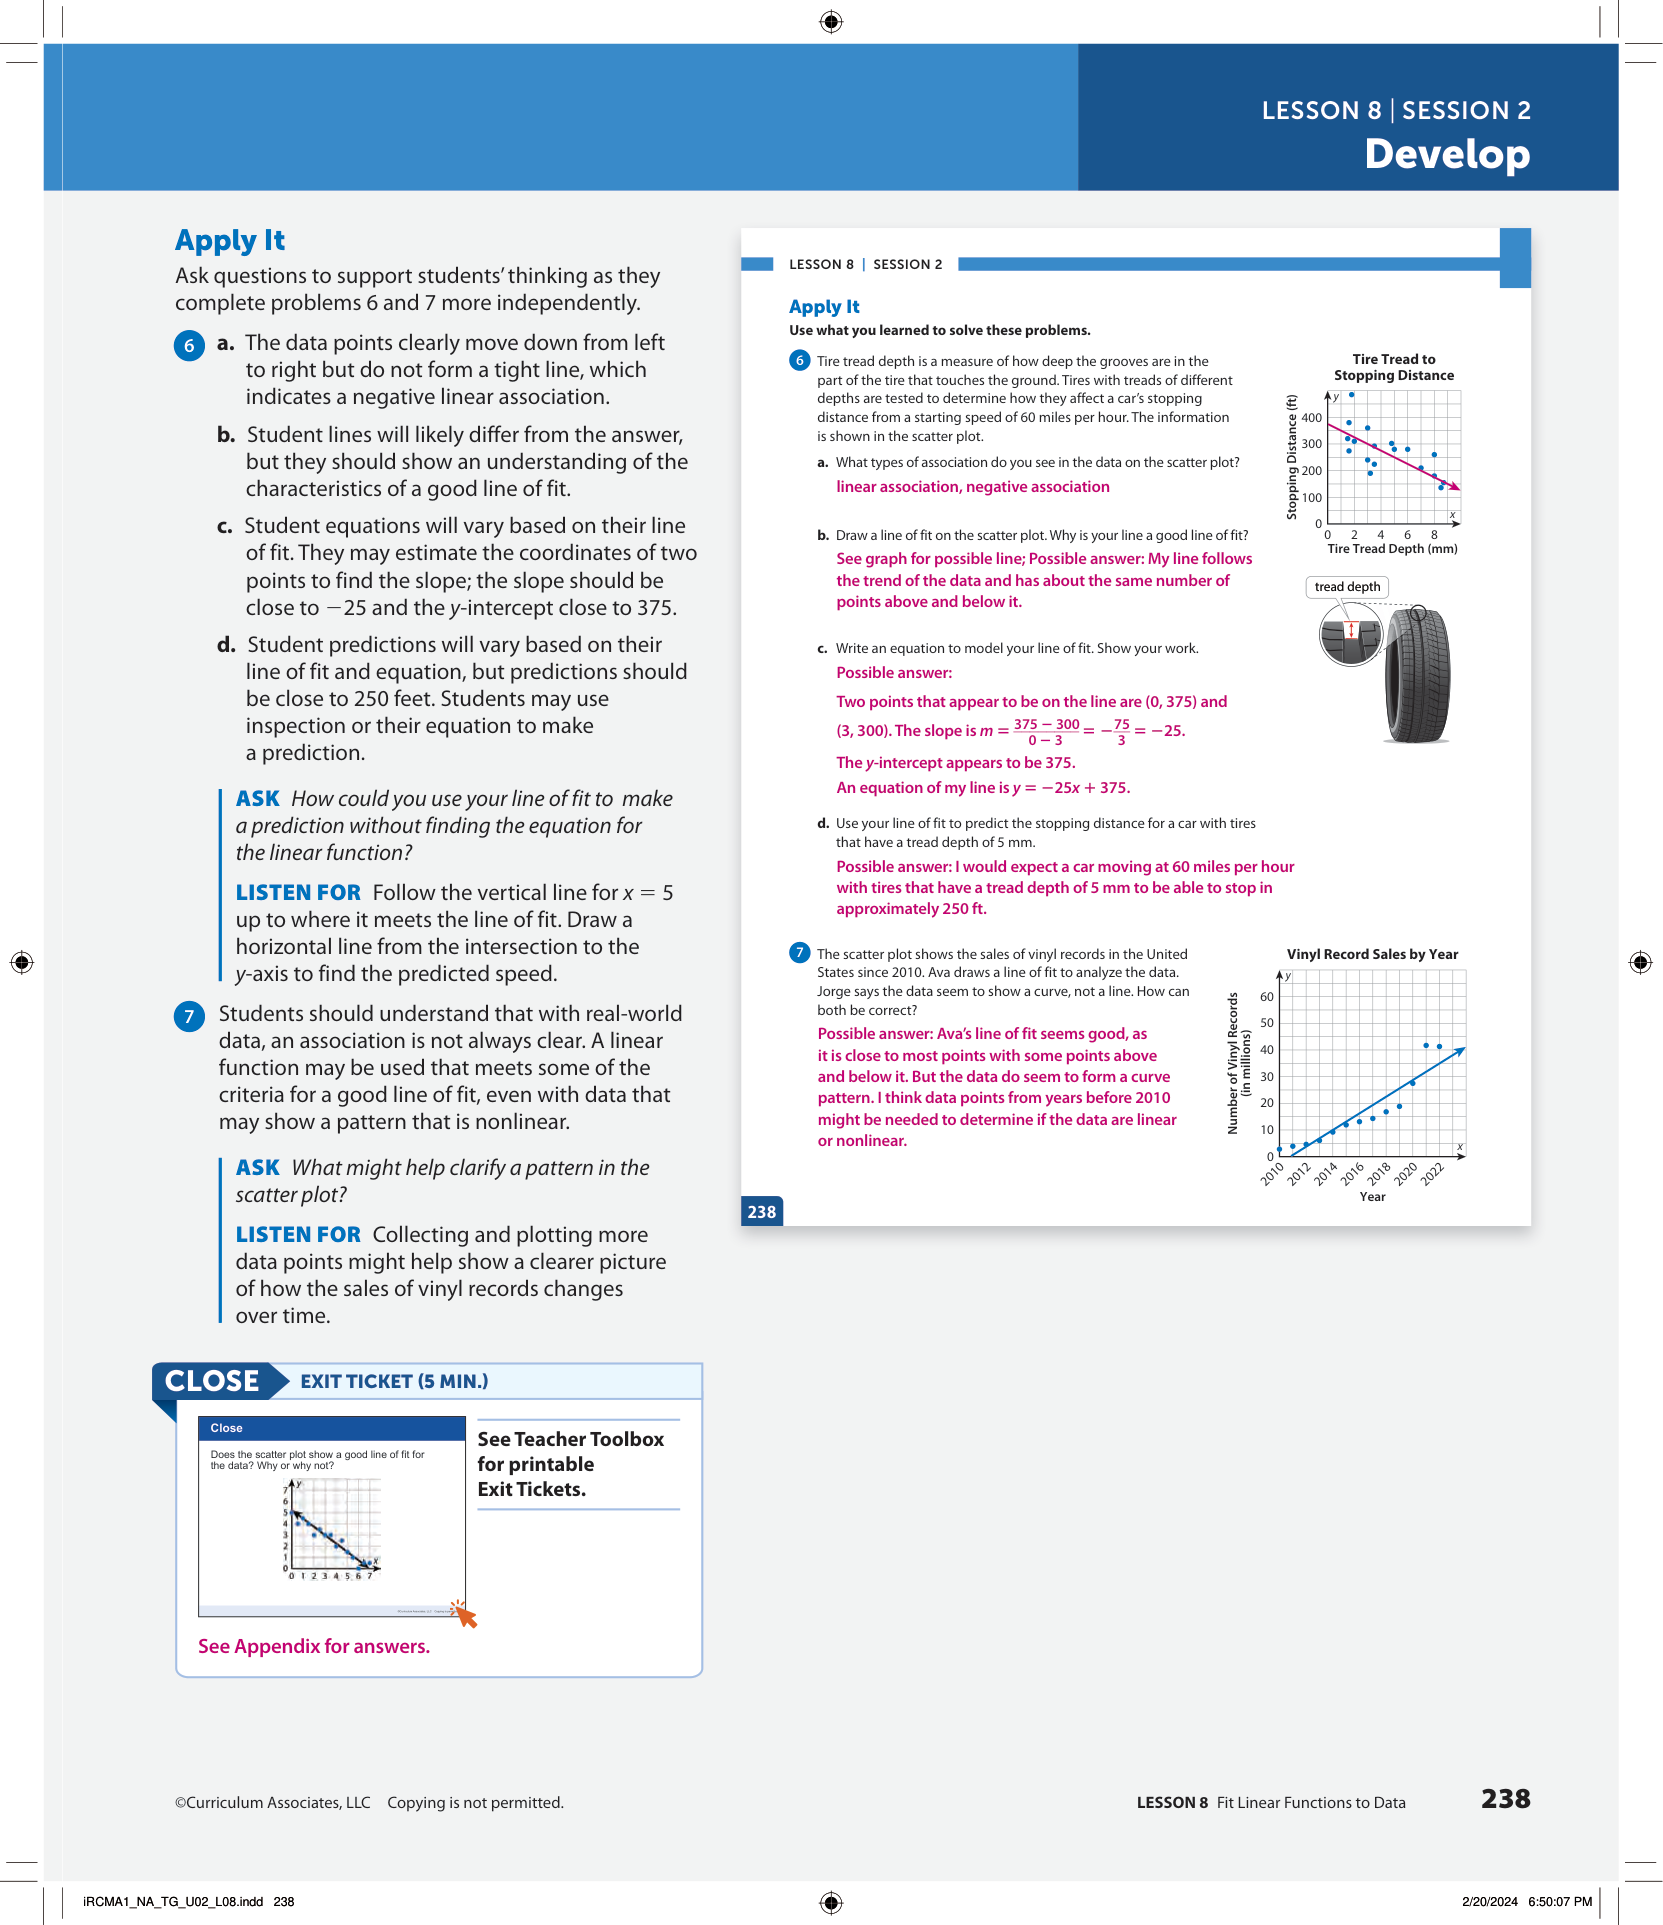 LESSON 8 | SESSION 2
Develop
Apply It
Ask questions to support students’ thinking as they
complete problems 6 and 7 more independently.
6 a. The data points clearly move down from left
to right but do not form a tight line, which
indicates a negative linear association.
b. Student lines will likely differ from the answer,
but they should show an understanding of the
characteristics of a good line of fit.
c. Student equations will vary based on their line
of fit. They may estimate the coordinates of two
points to find the slope; the slope should be
close to −25 and the y-intercept close to 375.
d. Student predictions will vary based on their
line of fit and equation, but predictions should
be close to 250 feet. Students may use
inspection or their equation to make
a prediction.
ASK How could you use your line of fit to make
a prediction without finding the equation for
the linear function?
LISTEN FOR Follow the vertical line for x = 5
up to where it meets the line of fit. Draw a
horizontal line from the intersection to the
y-axis to find the predicted speed.
7 Students should understand that with real-world
data, an association is not always clear. A linear
function may be used that meets some of the
criteria for a good line of fit, even with data that
may show a pattern that is nonlinear.
ASK What might help clarify a pattern in the
scatter plot?
LISTEN FOR Collecting and plotting more
data points might help show a clearer picture
of how the sales of vinyl records changes
over time.
CLOSE EXIT TICKET (5 MIN.)
Close
Does the scatter plot show a good line of fit for
the data? Why or why not?
y
7
6
5
4
3
2
1
0
x
0 1 2 3 4 5 6 7
See Teacher Toolbox
for printable
Exit Tickets.
See Appendix for answers.
LESSON 8 | SESSION 2
Apply It
Use what you learned to solve these problems.
6 Tire tread depth is a measure of how deep the grooves are in the
part of the tire that touches the ground. Tires with treads of different
depths are tested to determine how they affect a car’s stopping
distance from a starting speed of 60 miles per hour. The information
is shown in the scatter plot.
a. What types of association do you see in the data on the scatter plot?
linear association, negative association
b. Draw a line of fit on the scatter plot. Why is your line a good line of fit?
See graph for possible line; Possible answer: My line follows
the trend of the data and has about the same number of
points above and below it.
c. Write an equation to model your line of fit. Show your work.
Possible answer:
Two points that appear to be on the line are (0, 375) and
(3, 300). The slope is m = 375 − 300 / 0 − 3 = −75/3 = −25.
The y-intercept appears to be 375.
An equation of my line is y = −25x + 375.
d. Use your line of fit to predict the stopping distance for a car with tires
that have a tread depth of 5 mm.
Possible answer: I would expect a car moving at 60 miles per hour
with tires that have a tread depth of 5 mm to be able to stop in
approximately 250 ft.
Tire Tread to
Stopping Distance
Stopping Distance (ft)
y
400
300
200
100
0
x
0 2 4 6 8
Tire Tread Depth (mm)
tread depth
7 The scatter plot shows the sales of vinyl records in the United
States since 2010. Ava draws a line of fit to analyze the data.
Jorge says the data seem to show a curve, not a line. How can
both be correct?
Possible answer: Ava’s line of fit seems good, as
it is close to most points with some points above
and below it. But the data do seem to form a curve
pattern. I think data points from years before 2010
might be needed to determine if the data are linear
or nonlinear.
Vinyl Record Sales by Year
Number of Vinyl Records
(in millions)
y
60
50
40
30
20
10
0
x
2010 2012 2014 2016 2018 2020 2022
Year
238
©Curriculum Associates, LLC Copying is not permitted.
LESSON 8 Fit Linear Functions to Data 238
iRCMA1_NA_TG_U02_L08.indd 238
2/20/2024 6:50:07 PM